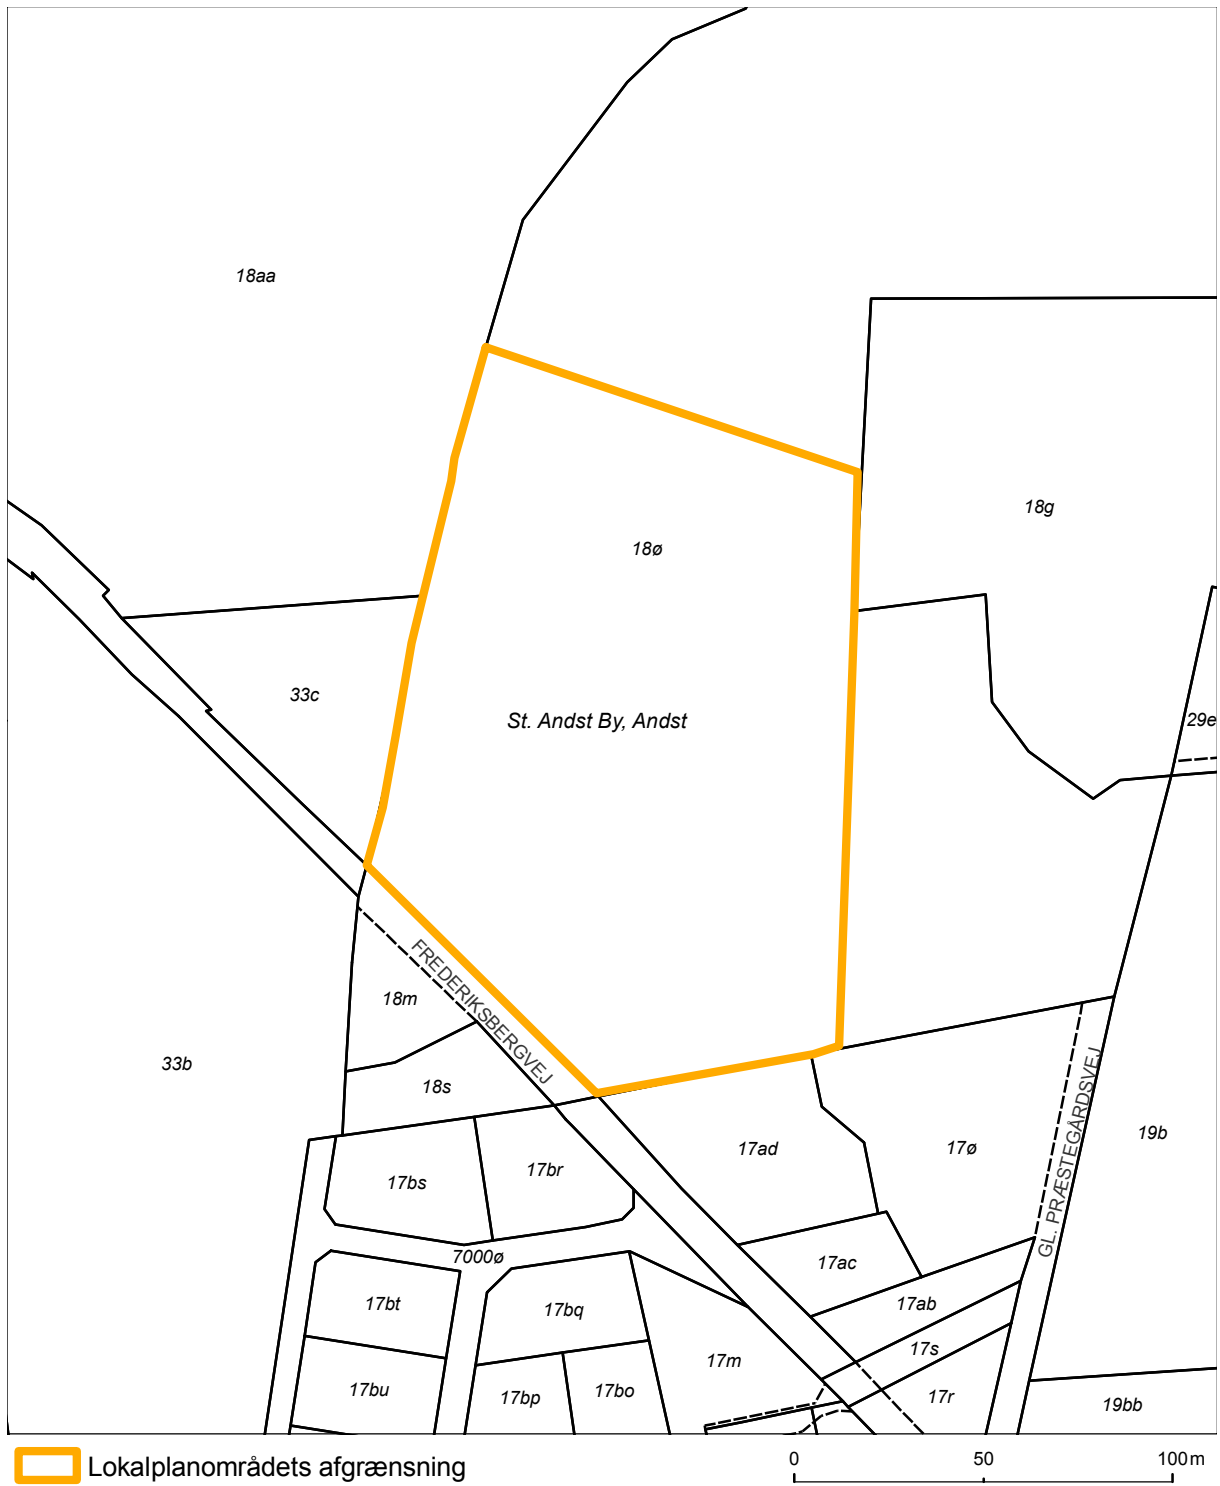 18aa
18g
18ø
33c
St. Andst By, Andst
29e
FREDERIKSBERGVEJ
18m
33b
18s
GL. PRÆSTEGÅRDSVEJ
19b
17ad
17ø
17br
17bs
7000ø
17ac
17bt
17bq
17ab
17s
17m
17bu
17bp
17bo
17r
19bb
Lokalplanområdets afgrænsning
0 50 100m